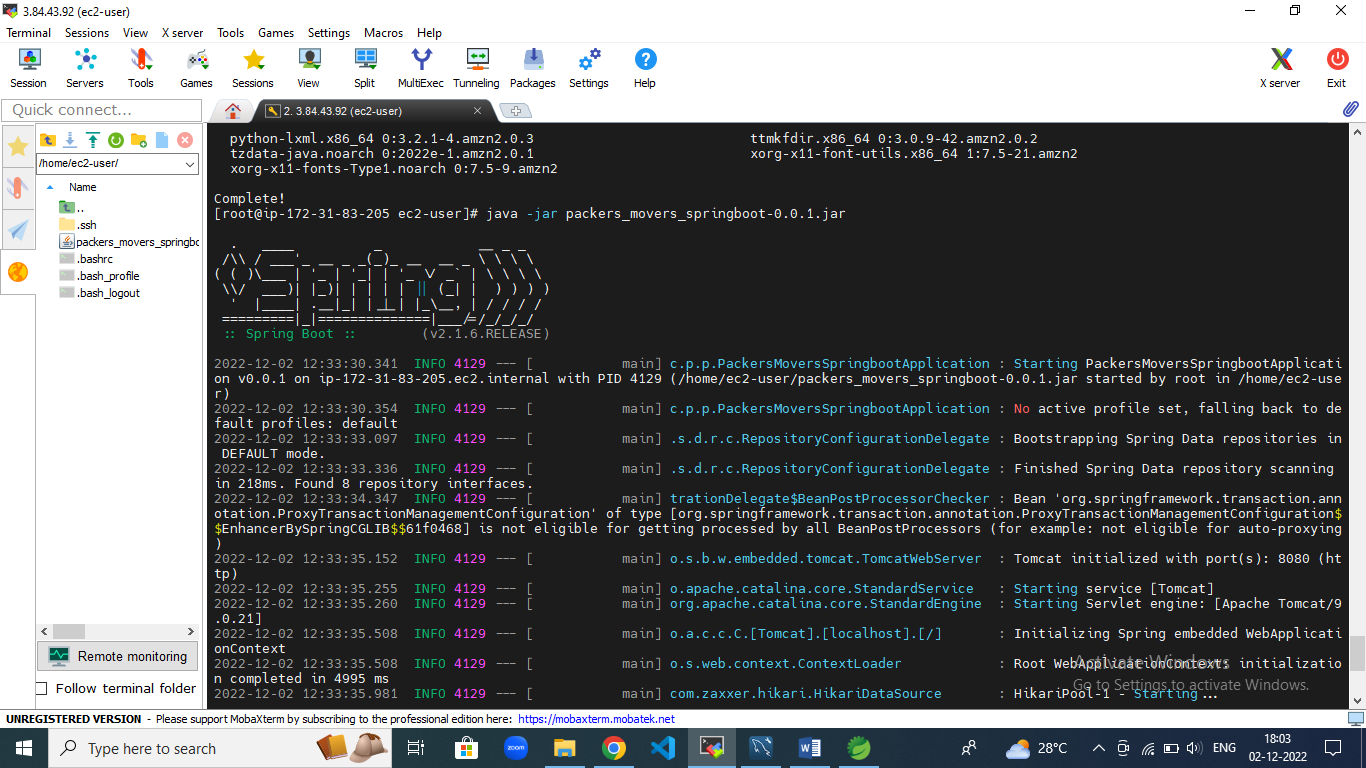 3.84.43.92 (ec2-user)
Terminal Sessions View X server Tools Games Settings Macros Help
Session Servers Tools Games Sessions View Split MultiExec Tunneling Packages Settings Help X server Exit
Quick connect...
2. 3.84.43.92 (ec2-user)
/home/ec2-user/
Name
..
.ssh
packers_movers_springbo
.bashrc
.bash_profile
.bash_logout
Remote monitoring
Follow terminal folder
python-lxml.x86_64 0:3.2.1-4.amzn2.0.3 ttmkfdir.x86_64 0:3.0.9-42.amzn2.0.2
tzdata-java.noarch 0:2022e-1.amzn2.0.1 xorg-x11-font-utils.x86_64 1:7.5-21.amzn2
xorg-x11-fonts-Type1.noarch 0:7.5-9.amzn2
Complete!
[root@ip-172-31-83-205 ec2-user]# java -jar packers_movers_springboot-0.0.1.jar
Spring
:: Spring Boot :: (v2.1.6.RELEASE)
2022-12-02 12:33:30.341 INFO 4129 --- [ main] c.p.p.PackersMoversSpringbootApplication : Starting PackersMoversSpringbootApplicati
on v0.0.1 on ip-172-31-83-205.ec2.internal with PID 4129 (/home/ec2-user/packers_movers_springboot-0.0.1.jar started by root in /home/ec2-use
r)
2022-12-02 12:33:30.354 INFO 4129 --- [ main] c.p.p.PackersMoversSpringbootApplication : No active profile set, falling back to de
fault profiles: default
2022-12-02 12:33:33.097 INFO 4129 --- [ main] .s.d.r.c.RepositoryConfigurationDelegate : Bootstrapping Spring Data repositories in
DEFAULT mode.
2022-12-02 12:33:33.336 INFO 4129 --- [ main] .s.d.r.c.RepositoryConfigurationDelegate : Finished Spring Data repository scanning
in 218ms. Found 8 repository interfaces.
2022-12-02 12:33:34.347 INFO 4129 --- [ main] trationDelegate$BeanPostProcessorChecker : Bean 'org.springframework.transaction.ann
otation.ProxyTransactionManagementConfiguration' of type [org.springframework.transaction.annotation.ProxyTransactionManagementConfiguration$
$EnhancerBySpringCGLIB$$61f0468] is not eligible for getting processed by all BeanPostProcessors (for example: not eligible for auto-proxying
)
2022-12-02 12:33:35.152 INFO 4129 --- [ main] o.s.b.w.embedded.tomcat.TomcatWebServer : Tomcat initialized with port(s): 8080 (ht
tp)
2022-12-02 12:33:35.255 INFO 4129 --- [ main] o.apache.catalina.core.StandardService : Starting service [Tomcat]
2022-12-02 12:33:35.260 INFO 4129 --- [ main] org.apache.catalina.core.StandardEngine : Starting Servlet engine: [Apache Tomcat/9
.0.21]
2022-12-02 12:33:35.508 INFO 4129 --- [ main] o.a.c.c.C.[Tomcat].[localhost].[/] : Initializing Spring embedded WebApplicati
onContext
2022-12-02 12:33:35.508 INFO 4129 --- [ main] o.s.web.context.ContextLoader : Root WebApplicationContext: initializatio
n completed in 4995 ms
2022-12-02 12:33:35.981 INFO 4129 --- [ main] com.zaxxer.hikari.HikariDataSource : HikariPool-1 - Starting...
Activate Windows
Go to Settings to activate Windows.
UNREGISTERED VERSION - Please support MobaXterm by subscribing to the professional edition here: https://mobaxterm.mobatek.net
Type here to search
zoom
28°C
ENG
18:03
02-12-2022